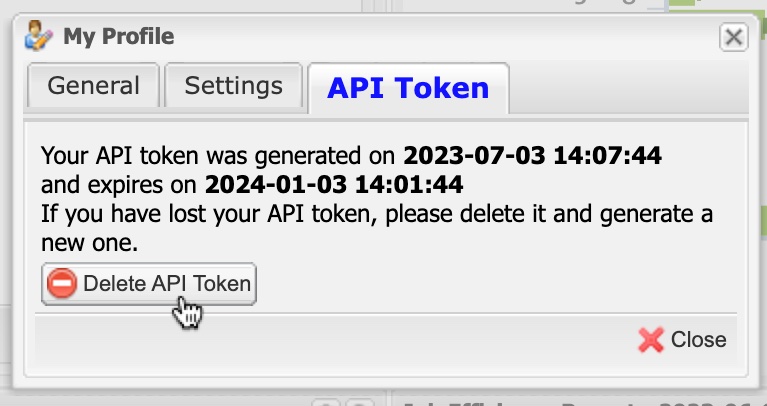 My Profile
General
Settings
API Token
Your API token was generated on 2023-07-03 14:07:44
and expires on 2024-01-03 14:01:44
If you have lost your API token, please delete it and generate a
new one.
Delete API Token
Close